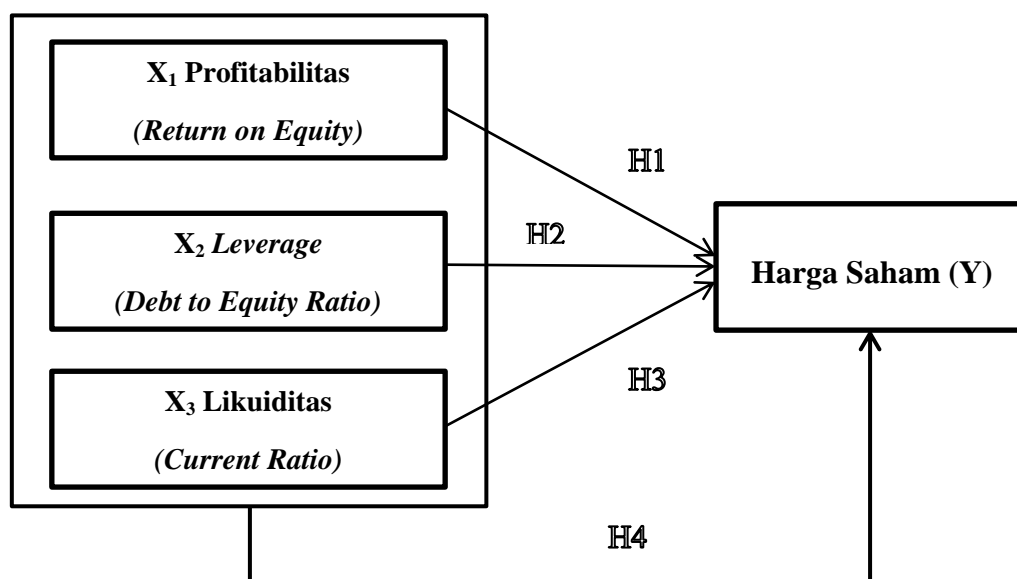 X₁ Profitabilitas
(Return on Equity)
H1
X₂ Leverage
(Debt to Equity Ratio)
H2
Harga Saham (Y)
X₃ Likuiditas
(Current Ratio)
H3
H4